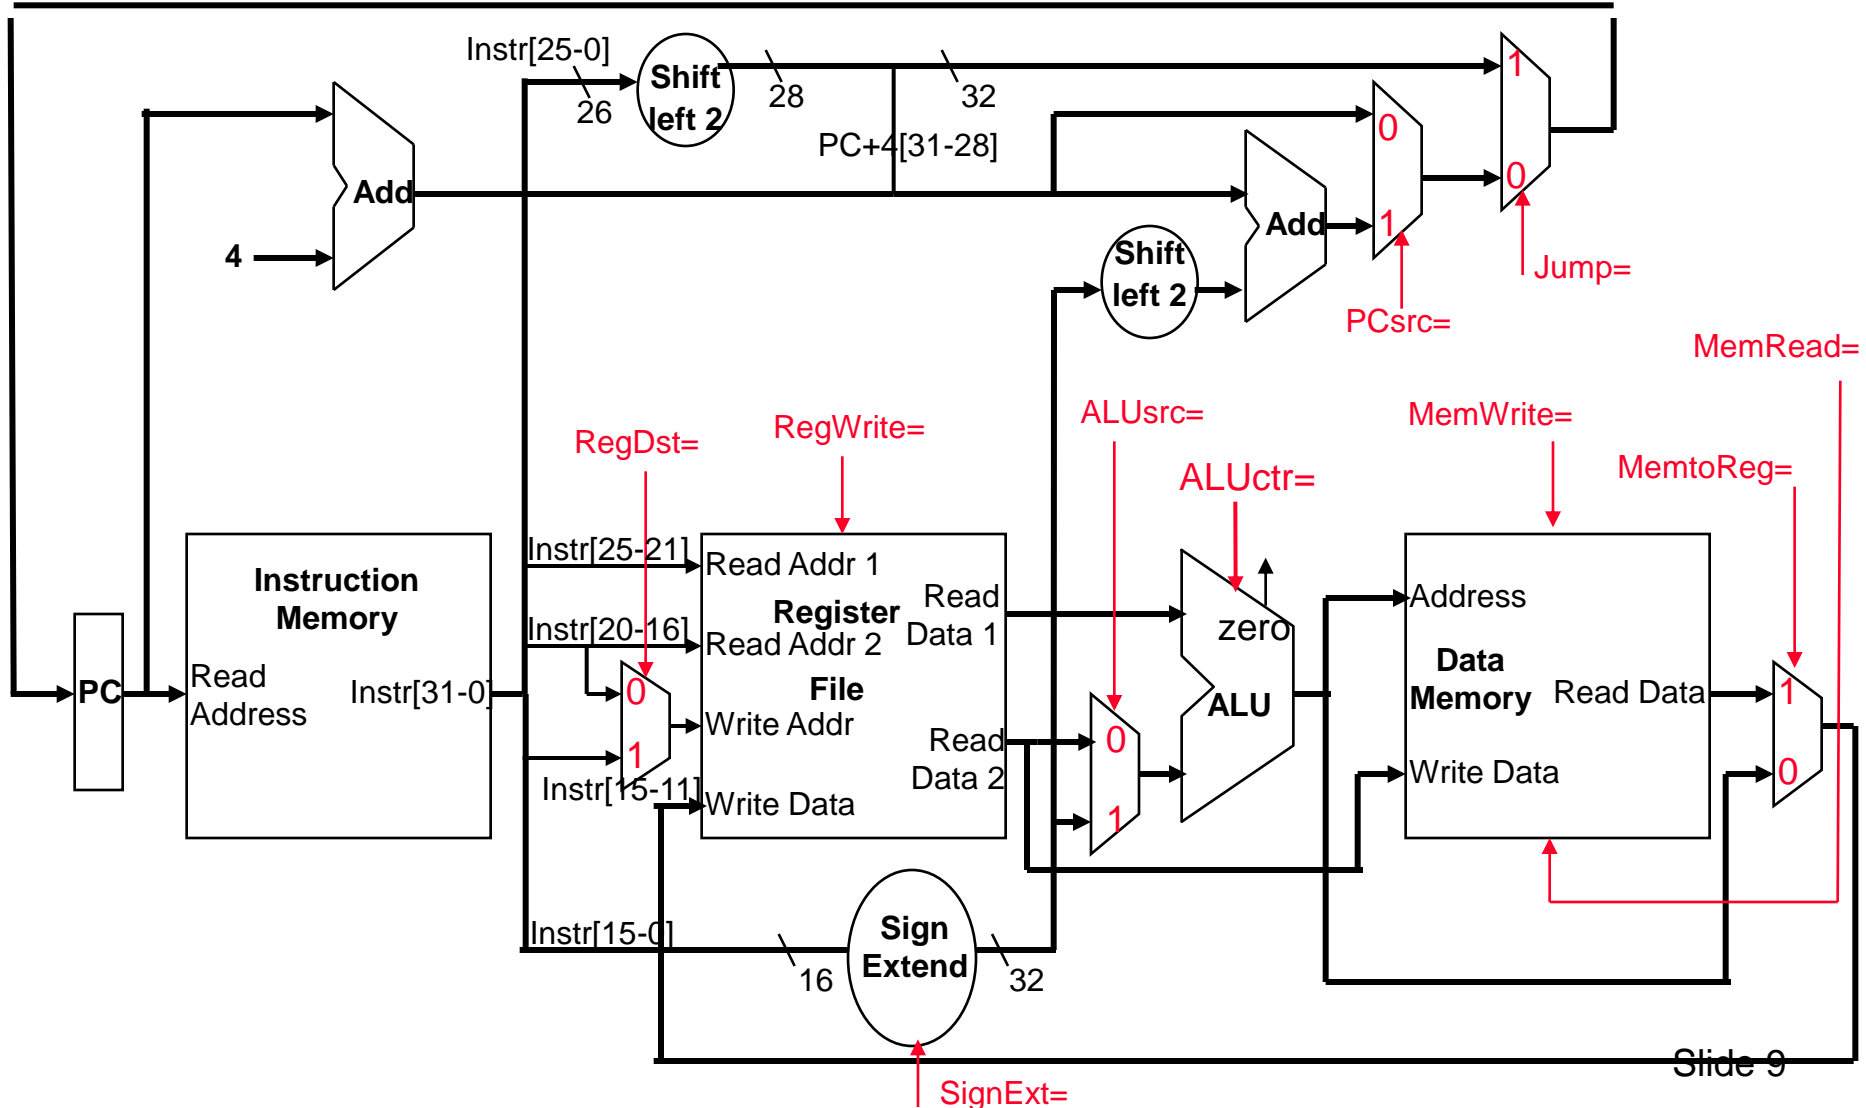 Instr[25-0]
26
Shift
left 2
28
32
1
PC+4[31-28]
0
Add
4
0
Add
1
Shift
left 2
Jump=
PCsrc=
MemRead=
ALUsrc=
MemWrite=
RegWrite=
RegDst=
MemtoReg=
ALUctr=
Instr[25-21]
Read Addr 1
Instruction
Memory
Read
Data 1
Address
Register
Instr[20-16]
Read Addr 2
zero
Data
Memory
Read
Address
PC
Instr[31-0]
0
File
Read Data
1
ALU
Write Addr
1
Read
Data 2
0
Write Data
0
Instr[15-11]
Write Data
1
Instr[15-0]
16
Sign
Extend
32
Slide 9
SignExt=